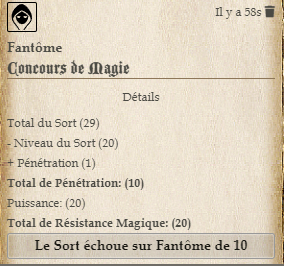 Il y a 58s
Fantôme
Concours de Magie
Détails
Total du Sort (29)
- Niveau du Sort (20)
+ Pénétration (1)
Total de Pénétration: (10)
Puissance: (20)
Total de Résistance Magique: (20)
Le Sort échoue sur Fantôme de 10